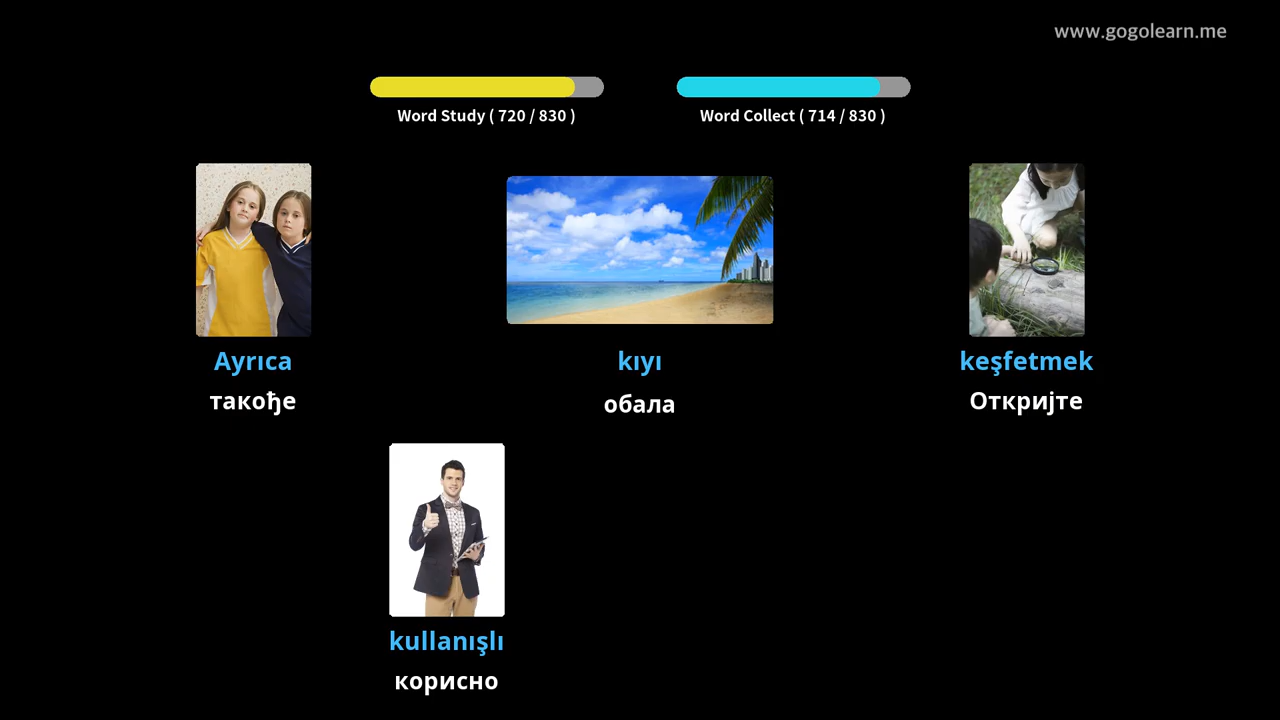 www.gogolearn.me
Word Study ( 720 / 830 )
Word Collect ( 714 / 830 )
Ayrıca
такође
kıyı
обала
keşfetmek
Откријте
kullanışlı
корисно